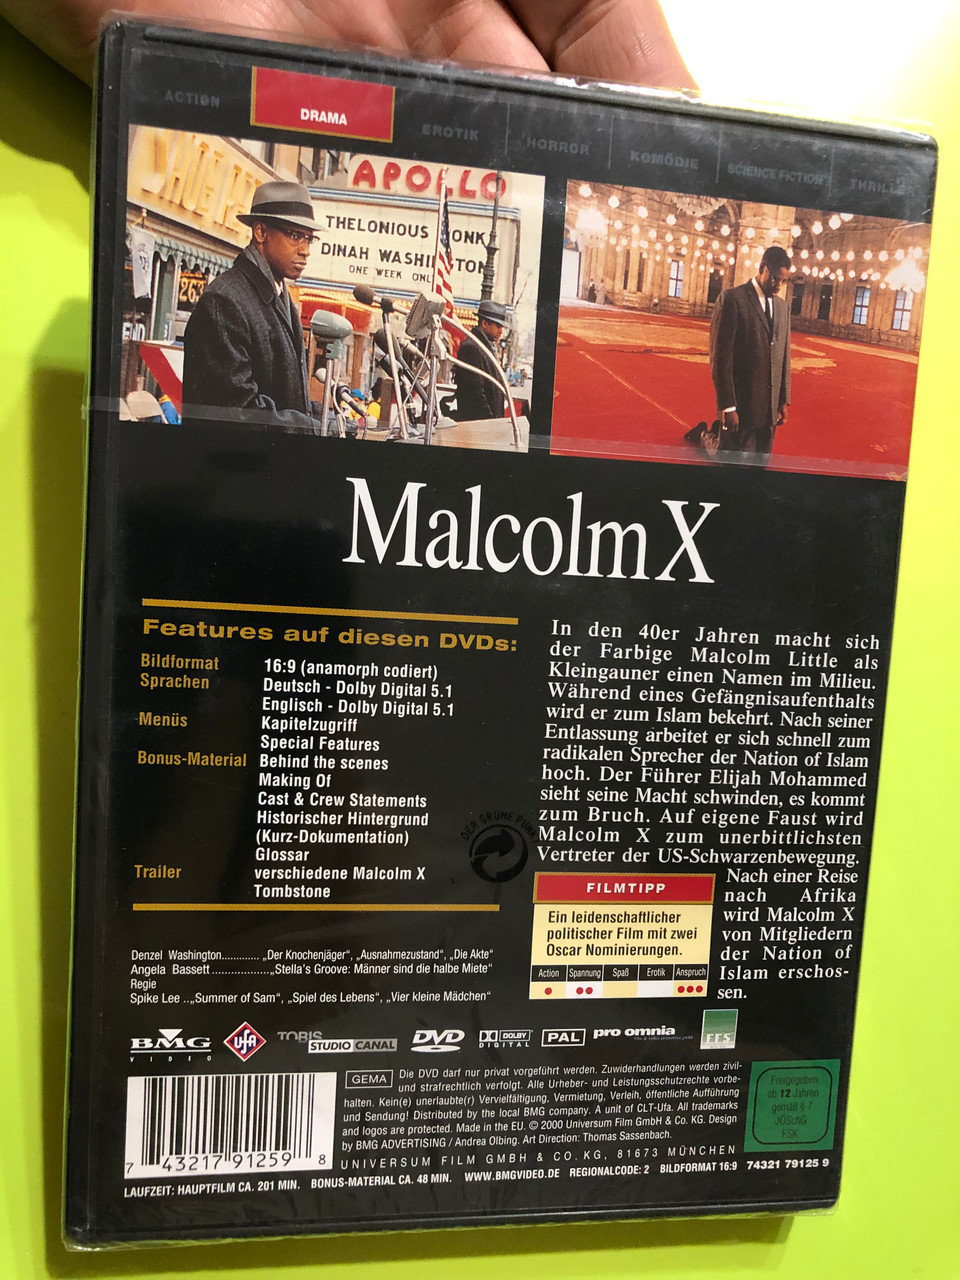 ACTION
DRAMA
EROTIK
HORROR
KOMÖDIE
SCIENCE FICTION
THRILLER
APOLLO
THELONIOUS MONK
DINAH WASHINGTON
ONE WEEK ONLY
263
Malcolm X
Features auf diesen DVDs:
Bildformat 16:9 (anamorph codiert)
Sprachen Deutsch - Dolby Digital 5.1
Englisch - Dolby Digital 5.1
Menüs Kapitelzugriff
Special Features
Bonus-Material Behind the scenes
Making Of
Cast & Crew Statements
Historischer Hintergrund
(Kurz-Dokumentation)
Glossar
Trailer verschiedene Malcolm X
Tombstone
In den 40er Jahren macht sich
der Farbige Malcolm Little als
Kleingauner einen Namen im Milieu.
Während eines Gefängnisaufenthalts
wird er zum Islam bekehrt. Nach seiner
Entlassung arbeitet er sich schnell zum
radikalen Sprecher der Nation of Islam
hoch. Der Führer Elijah Mohammed
sieht seine Macht schwinden, es kommt
zum Bruch. Auf eigene Faust wird
Malcolm X zum unerbittlichsten
Vertreter der US-Schwarzenbewegung.
Nach einer Reise
nach Afrika
wird Malcolm X
von Mitgliedern
der Nation of
Islam erschos-
sen.
DER GRÜNE PUNKT
FILMTIPP
Ein leidenschaftlicher
politischer Film mit zwei
Oscar Nominierungen.
Action Spannung Spaß Erotik Anspruch
Denzel Washington............. „Der Knochenjäger“, „Ausnahmezustand“, „Die Akte“
Angela Bassett...................„Stella's Groove: Männer sind die halbe Miete“
Regie
Spike Lee ..„Summer of Sam“, „Spiel des Lebens“, „Vier kleine Mädchen“
BMG
VIDEO
UFA
TOBIS
STUDIO CANAL
DVD
VIDEO
DOLBY
DIGITAL
PAL
pro omnia
FFS
GEMA
Die DVD darf nur privat vorgeführt werden. Zuwiderhandlungen werden zivil-
und strafrechtlich verfolgt. Alle Urheber- und Leistungsschutzrechte vorbe-
halten. Kein(e) unerlaubte(r) Vervielfältigung, Vermietung, Verleih, öffentliche Aufführung
und Sendung! Distributed by the local BMG company. A unit of CLT-Ufa. All trademarks
and logos are protected. Made in the EU. © 2000 Universum Film GmbH & Co. KG. Design
by BMG ADVERTISING / Andrea Olbing. Art Direction: Thomas Sassenbach.
UNIVERSUM FILM GMBH & CO. KG, 81673 MÜNCHEN
Freigegeben
ab 12 Jahren
gemäß § 7
JÖSchG
FSK
7 43217 91259 8
LAUFZEIT: HAUPTFILM CA. 201 MIN. BONUS-MATERIAL CA. 48 MIN. WWW.BMGVIDEO.DE REGIONALCODE: 2 BILDFORMAT 16:9 74321 79125 9